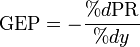 GEP = −%dPR/%dy